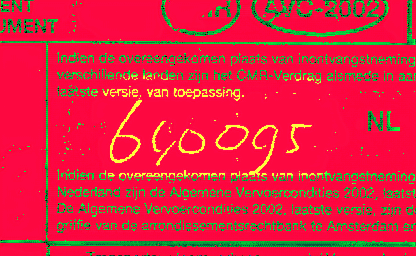 ENT
UMENT
AVC-2002
Indien de overeengekomen plaats van inontvangstneming
verschillende landen zijn het CMR-Verdrag alsmede in aan
laatste versie, van toepassing.
640095
NL
Indien de overeengekomen plaats van inontvangstneming
Nederland zijn de Algemene Vervoercondities 2002, laatst
De Algemene Vervoercondities 2002, laatste versie, zijn d
griffie van de arrondissementsrechtbank te Amsterdam en